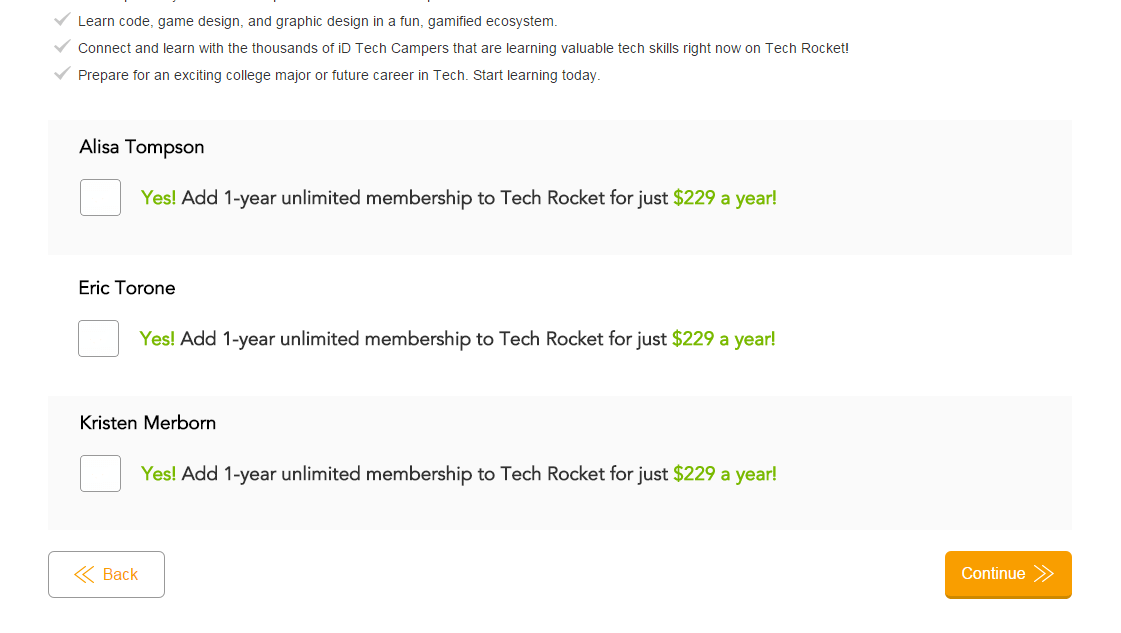 Learn code, game design, and graphic design in a fun, gamified ecosystem.
Connect and learn with the thousands of iD Tech Campers that are learning valuable tech skills right now on Tech Rocket!
Prepare for an exciting college major or future career in Tech. Start learning today.
Alisa Tompson
Yes! Add 1-year unlimited membership to Tech Rocket for just $229 a year!
Eric Torone
Yes! Add 1-year unlimited membership to Tech Rocket for just $229 a year!
Kristen Merborn
Yes! Add 1-year unlimited membership to Tech Rocket for just $229 a year!
Back
Continue